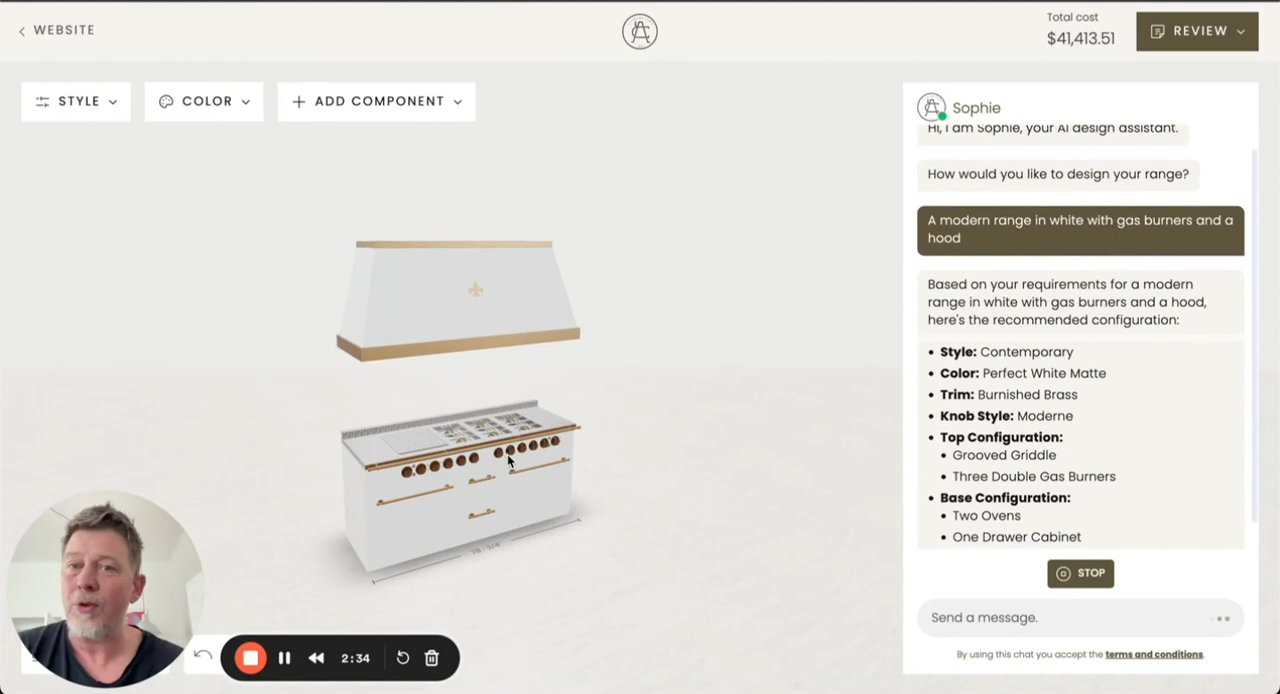 WEBSITE
Total cost
$41,413.51
REVIEW
STYLE
COLOR
ADD COMPONENT
Sophie
Hi, I am Sophie, your AI design assistant.
How would you like to design your range?
A modern range in white with gas burners and a
hood
Based on your requirements for a modern
range in white with gas burners and a hood,
here's the recommended configuration:
• Style: Contemporary
• Color: Perfect White Matte
• Trim: Burnished Brass
• Knob Style: Moderne
• Top Configuration:
• Grooved Griddle
• Three Double Gas Burners
• Base Configuration:
• Two Ovens
• One Drawer Cabinet
STOP
Send a message.
By using this chat you accept the terms and conditions.
2:34